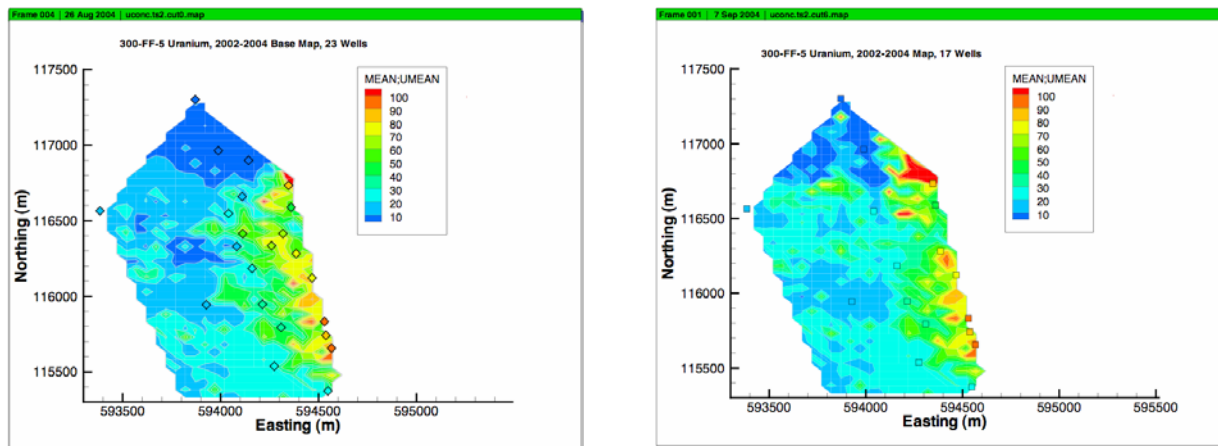 Frame 004 | 26 Aug 2004 | uconc.ts2.cut0.map
300-FF-5 Uranium, 2002-2004 Base Map, 23 Wells
MEAN;UMEAN
100
90
80
70
60
50
40
30
20
10
117500
117000
116500
116000
115500
Northing (m)
593500 594000 594500 595000
Easting (m)
Frame 001 | 7 Sep 2004 | uconc.ts2.cut6.map
300-FF-5 Uranium, 2002-2004 Map, 17 Wells
MEAN;UMEAN
100
90
80
70
60
50
40
30
20
10
117500
117000
116500
116000
115500
Northing (m)
593500 594000 594500 595000 595500
Easting (m)